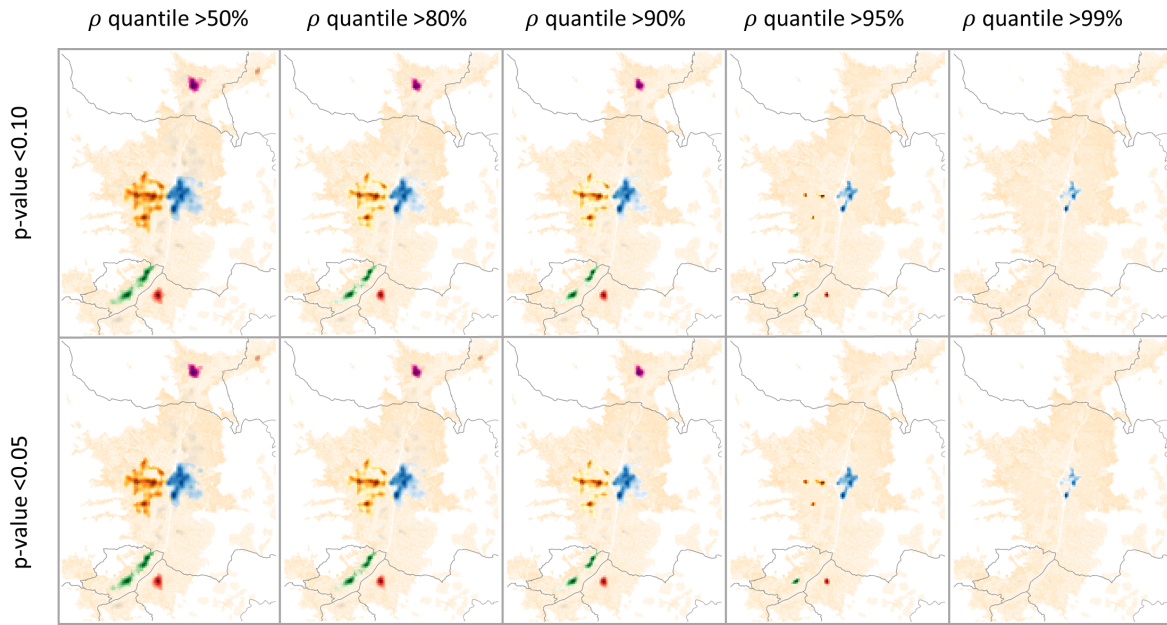 ρ quantile >50% ρ quantile >80% ρ quantile >90% ρ quantile >95% ρ quantile >99%
p-value <0.10
p-value <0.05